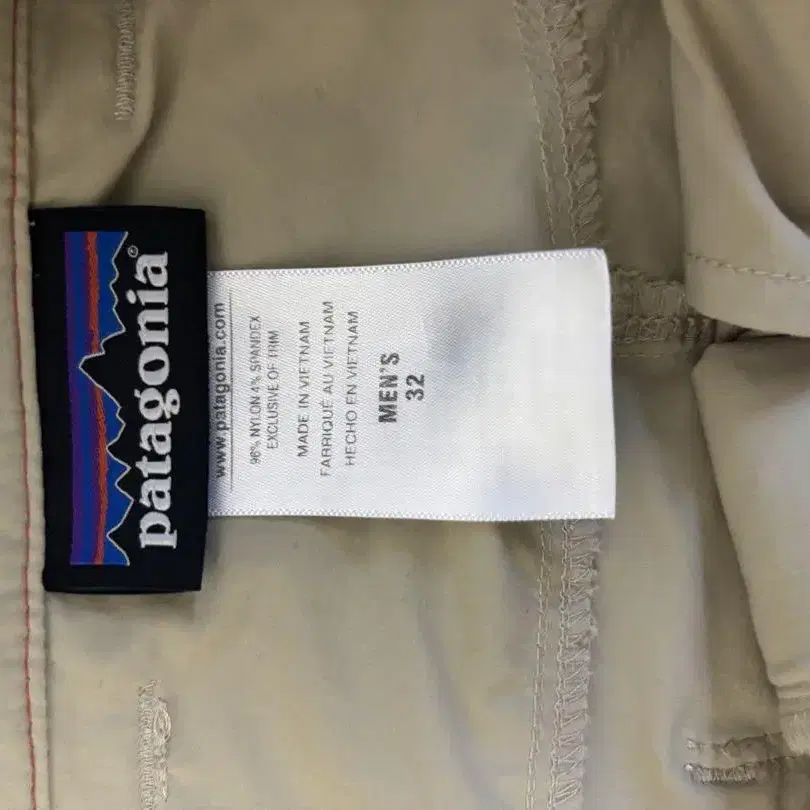 patagonia®
www.patagonia.com
96% NYLON 4% SPANDEX
EXCLUSIVE OF TRIM
MADE IN VIETNAM
FABRIQUÉ AU VIETNAM
HECHO EN VIETNAM
MEN'S
32